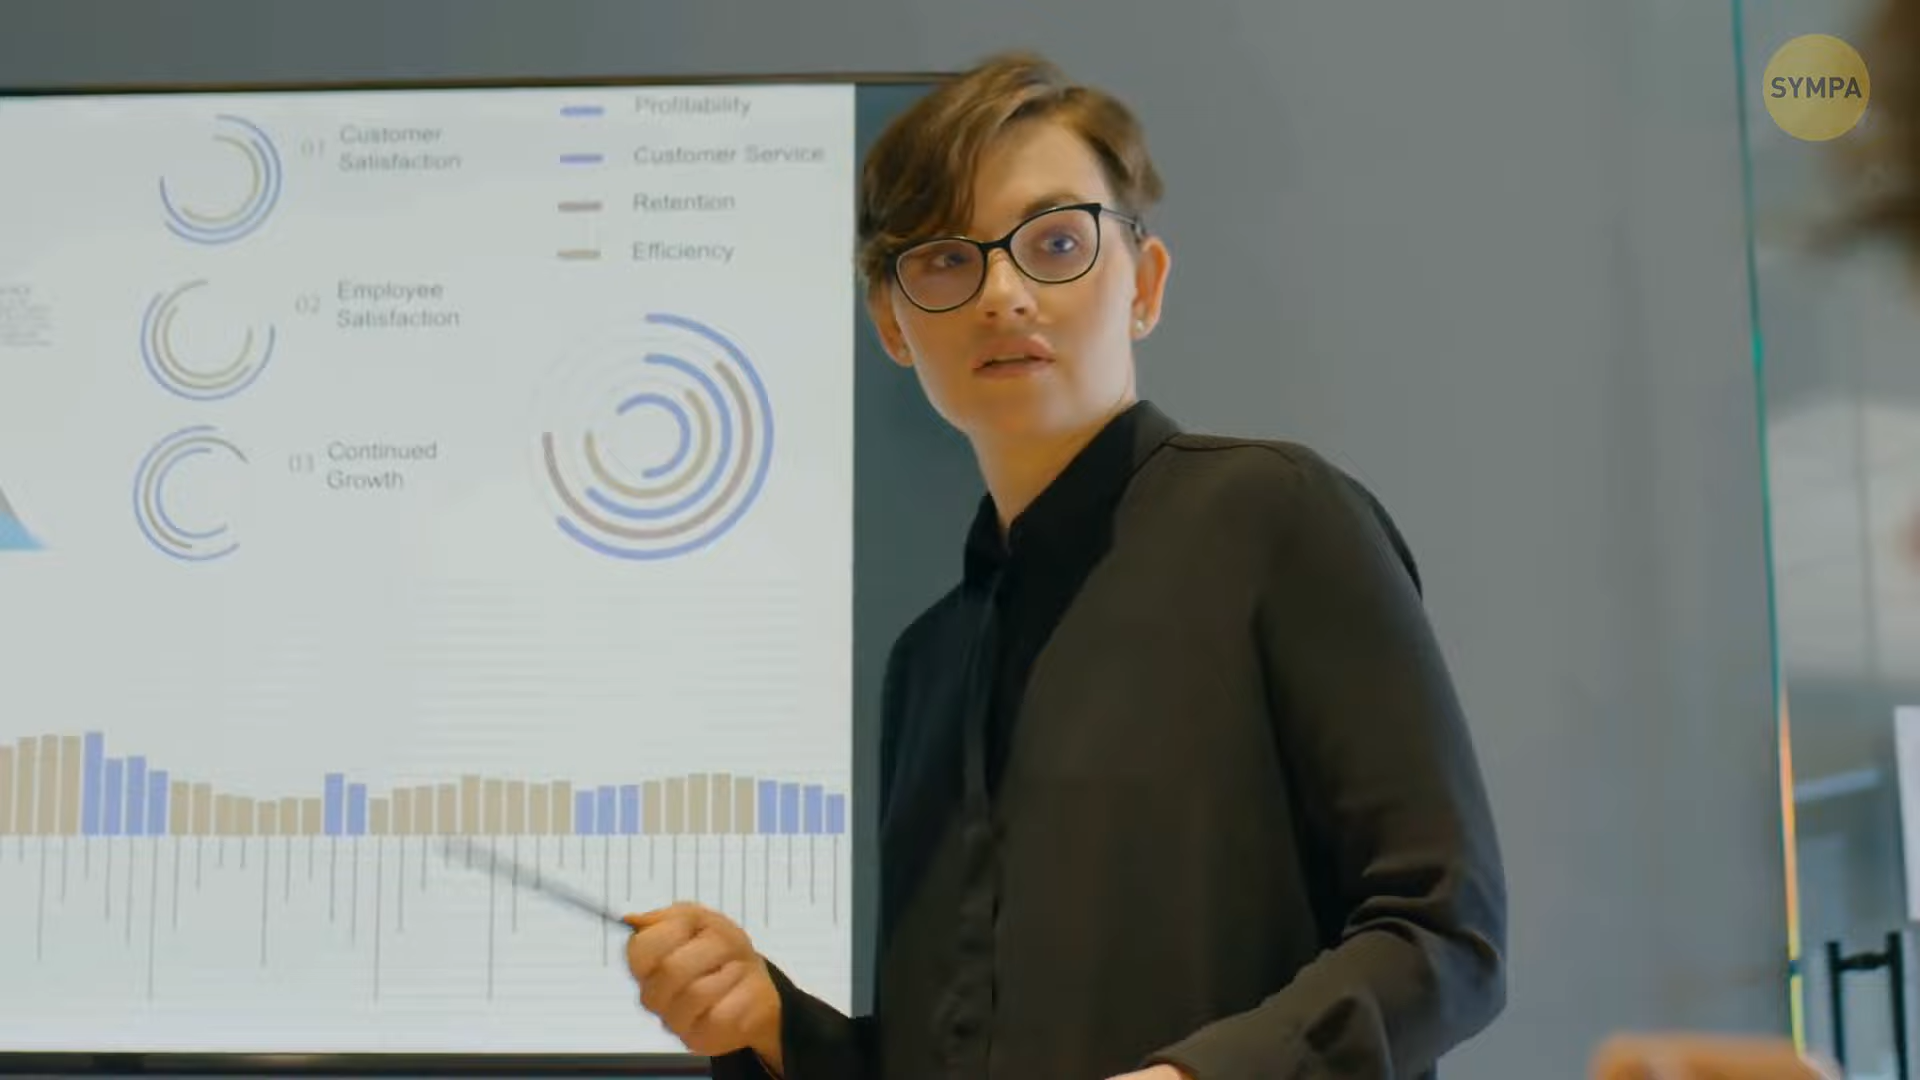 SYMPA
Profitability
01 Customer
Satisfaction
Customer Service
Retention
Efficiency
02 Employee
Satisfaction
03 Continued
Growth